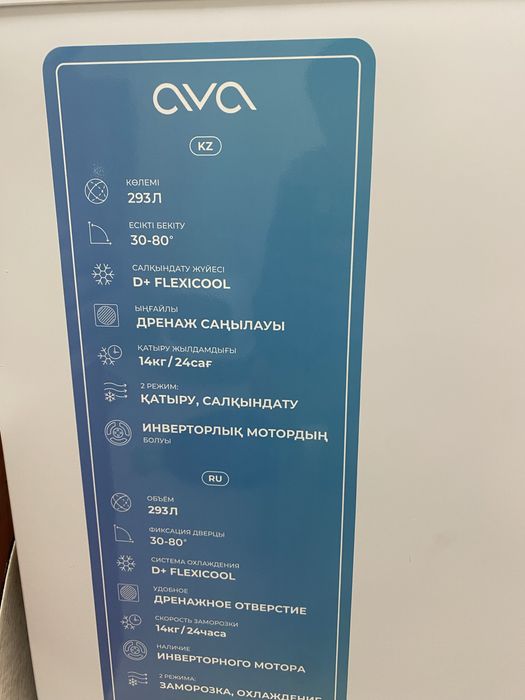 ava
KZ
КӨЛЕМІ
293Л
ЕСІКТІ БЕКІТУ
30-80°
САЛҚЫНДАТУ ЖҮЙЕСІ
D+ FLEXICOOL
ЫҢҒАЙЛЫ
ДРЕНАЖ САҢЫЛАУЫ
ҚАТЫРУ ЖЫЛДАМДЫҒЫ
14кг/24сағ
2 РЕЖИМ:
ҚАТЫРУ, САЛҚЫНДАТУ
ИНВЕРТОРЛЫҚ МОТОРДЫҢ
БОЛУЫ
RU
ОБЪЁМ
293Л
ФИКСАЦИЯ ДВЕРЦЫ
30-80°
СИСТЕМА ОХЛАЖДЕНИЯ
D+ FLEXICOOL
УДОБНОЕ
ДРЕНАЖНОЕ ОТВЕРСТИЕ
СКОРОСТЬ ЗАМОРОЗКИ
14кг/24часа
НАЛИЧИЕ
ИНВЕРТОРНОГО МОТОРА
2 РЕЖИМА:
ЗАМОРОЗКА, ОХЛАЖДЕНИЕ